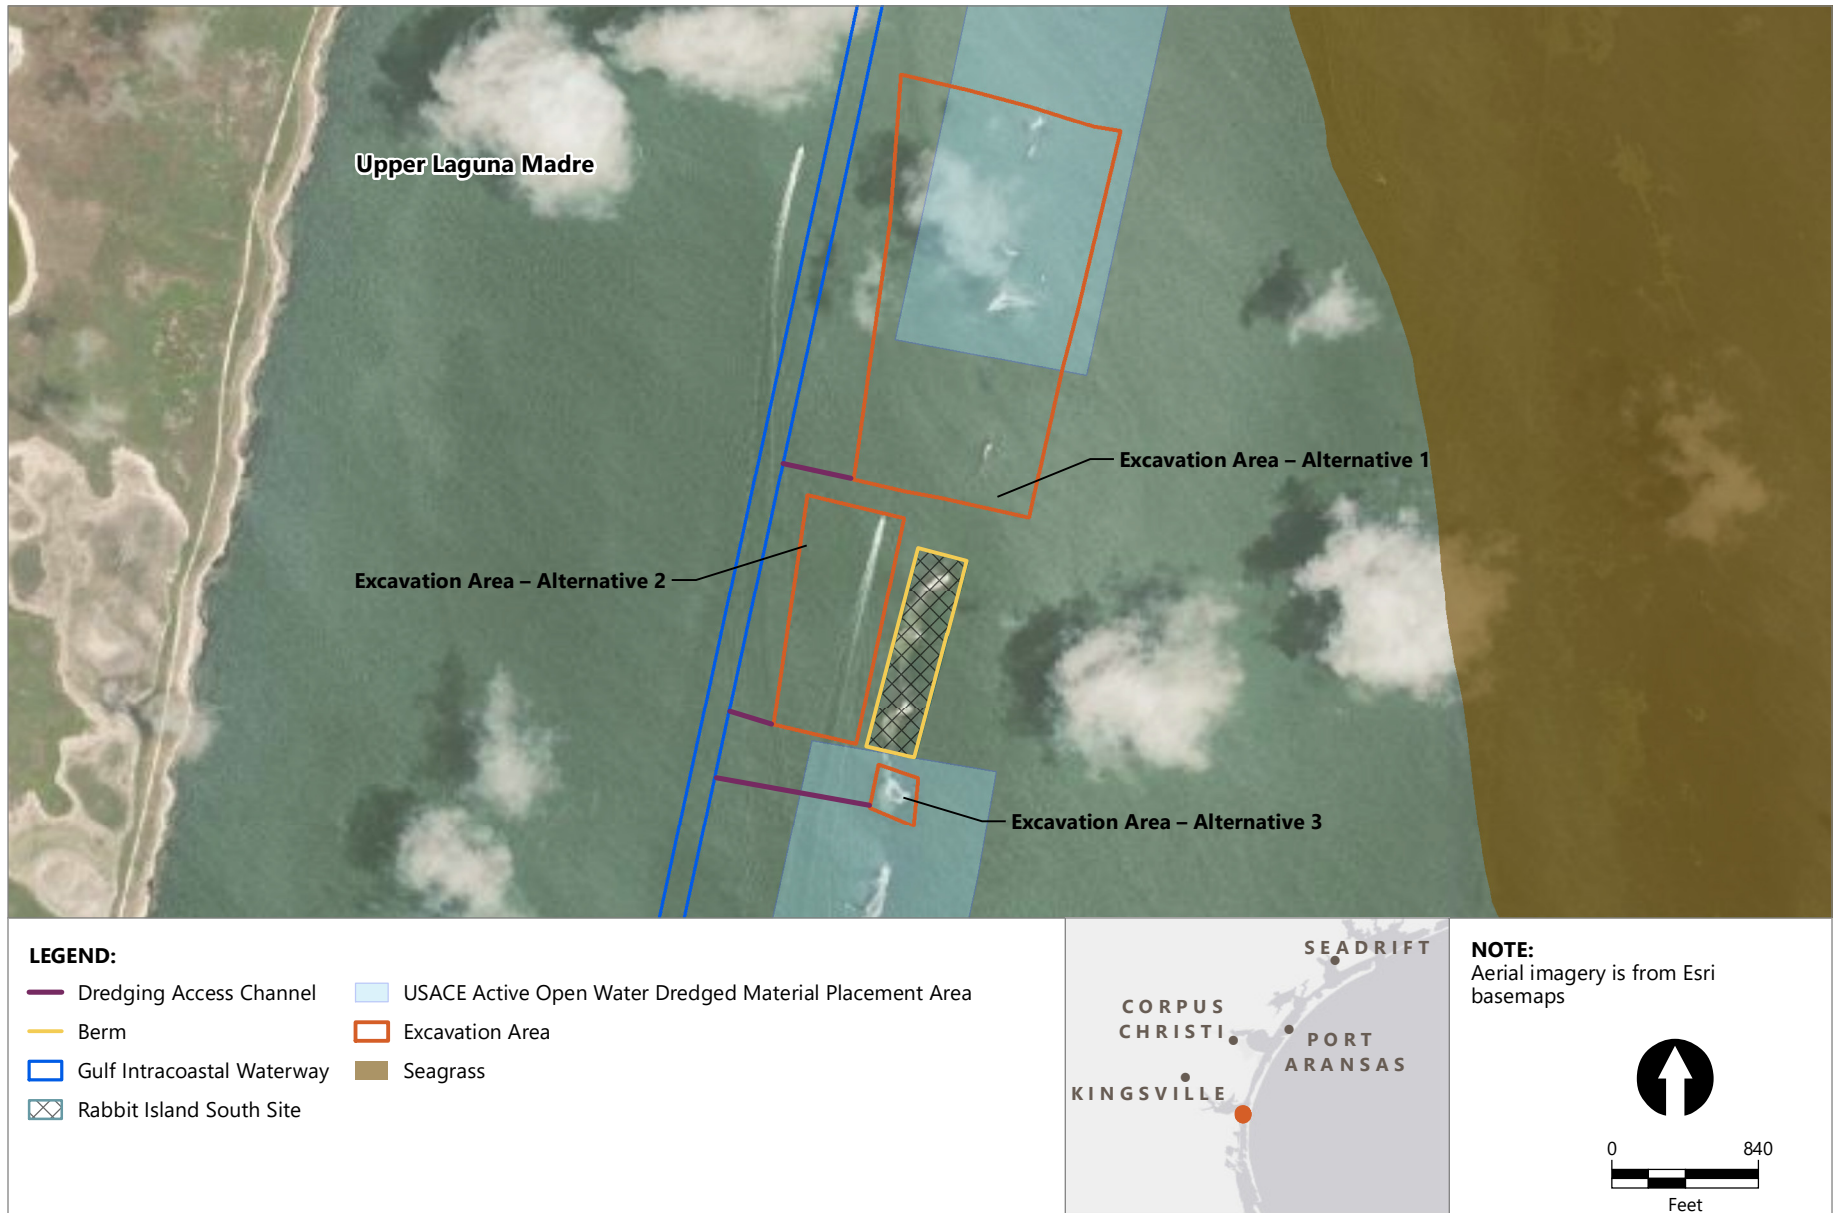 Upper Laguna Madre
Excavation Area – Alternative 1
Excavation Area – Alternative 2
Excavation Area – Alternative 3
LEGEND:
Dredging Access Channel
Berm
Gulf Intracoastal Waterway
Rabbit Island South Site
USACE Active Open Water Dredged Material Placement Area
Excavation Area
Seagrass
SEADRIFT
CORPUS
CHRISTI
PORT
ARANSAS
KINGSVILLE
NOTE:
Aerial imagery is from Esri
basemaps
0 840
Feet